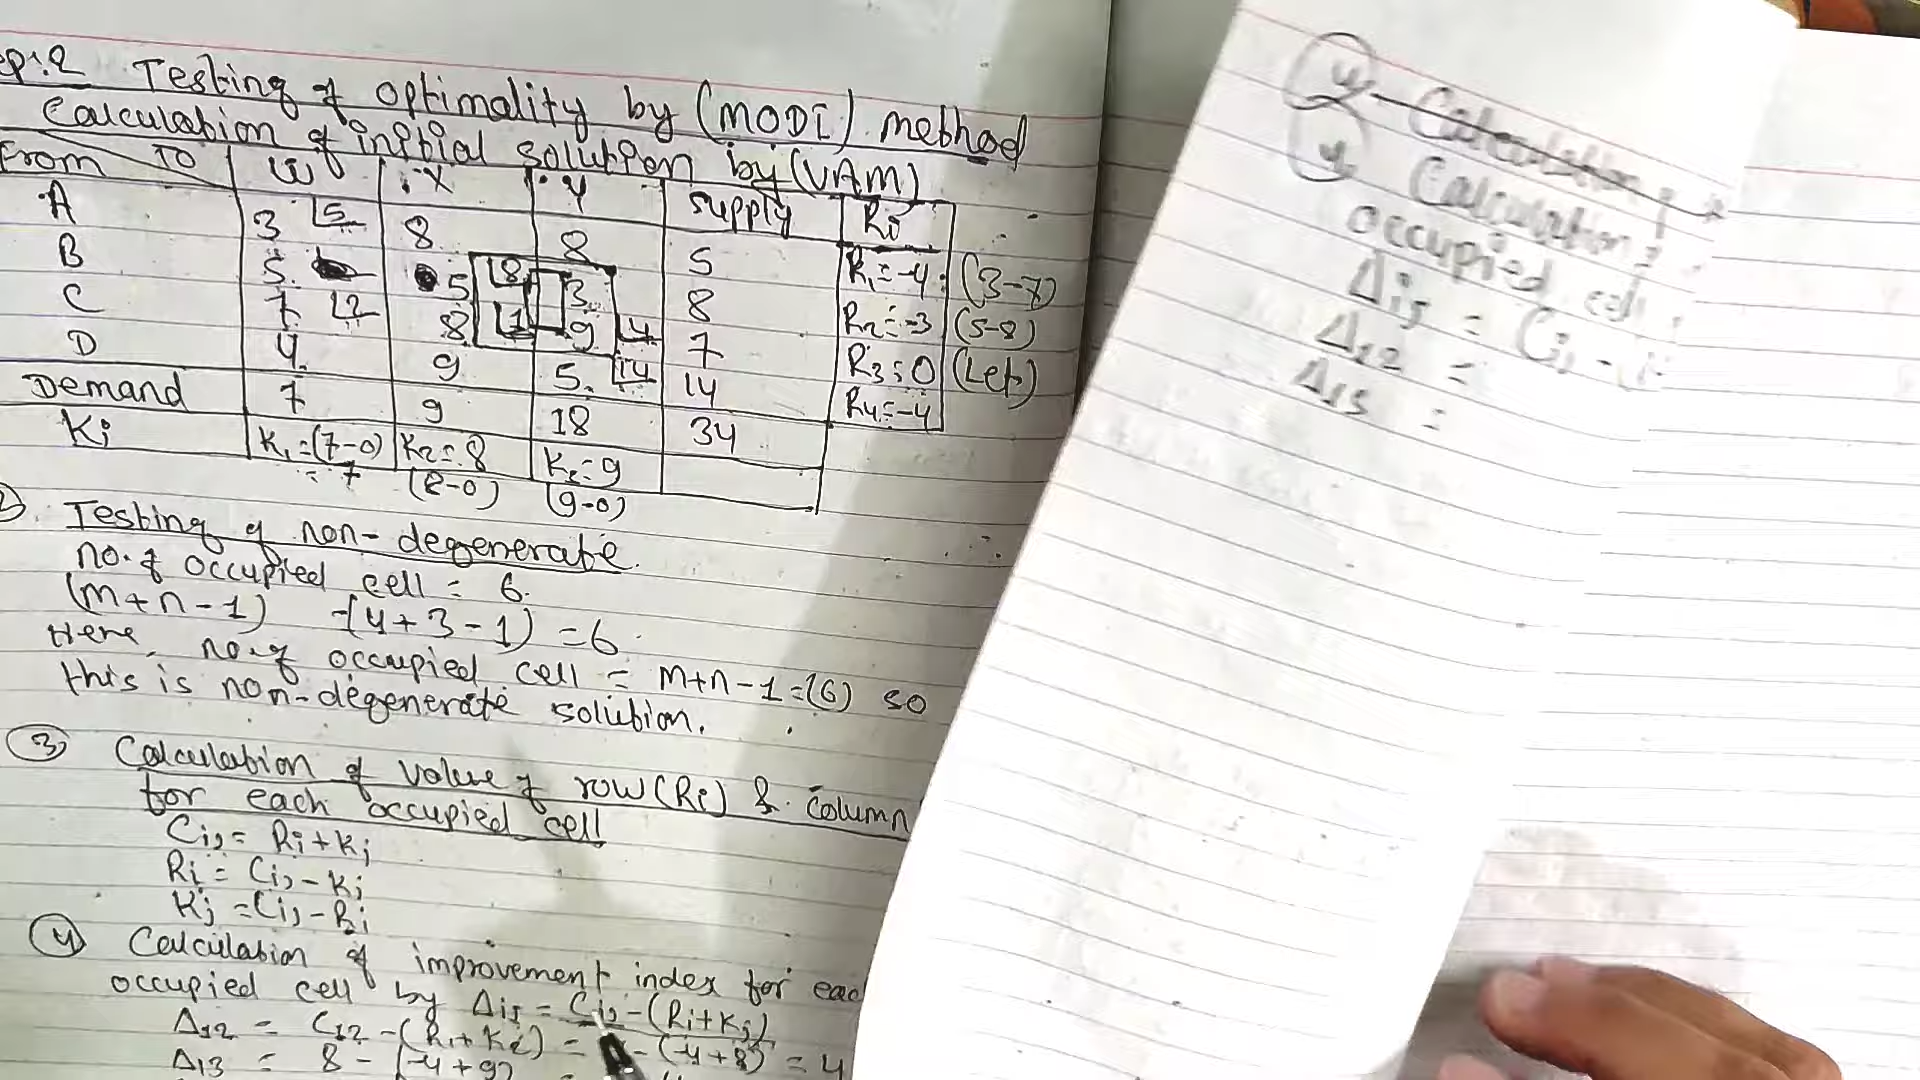 ep:2 Testing of optimality by (MODI) method
Calculation of initial solution by (VAM)
From TO W X Y supply Ri
A 3 5 8 8 5 R1=-4 (3-7)
B 5 5 8 3 8 R2=-3 (5-8)
C 7 2 8 1 9 4 7 R3=0 (Let)
D 4 9 5 14 14 R4=-4
Demand 7 9 18 34
Kj K1=(7-0) K2=8 K2=9
=7 (8-0) (9-0)
Testing of non-degenerate.
no. of occupied cell = 6.
(m+n-1) (4+3-1) = 6
Here, no. of occupied cell = m+n-1=(6) so
this is non-degenerate solution.
3 Calculation of value of row (Ri) & column
for each occupied cell
Cij = Ri+Kj
Ri = Cij-Kj
Kj = Cij-Ri
4 Calculation of improvement index for eac
occupied cell by Δij = Cij-(Ri+Kj)
Δ12 = C12-(R1+K2) = -(-4+8) = 4
Δ13 = 8-(-4+9)
4 Calculation
4 Calculation
occupied cell
Δij = Cij -
Δ12 =
Δ13 =